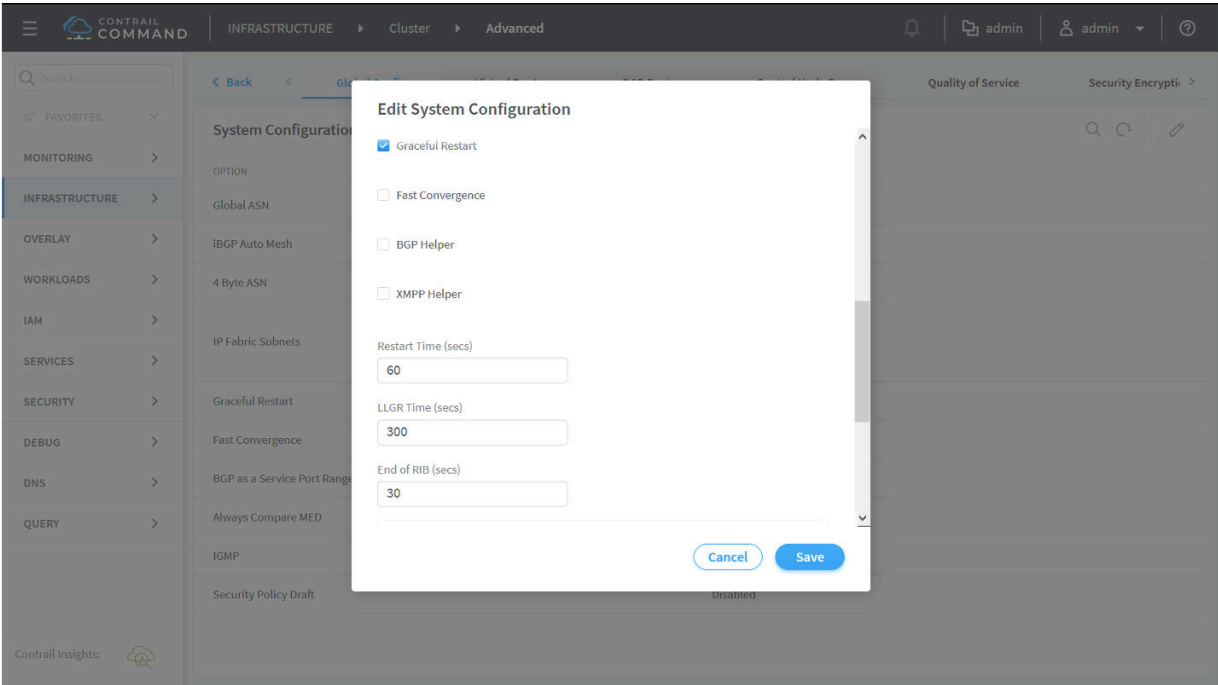 CONTRAIL
COMMAND
INFRASTRUCTURE
Cluster
Advanced
admin
admin
Search
Back
Quality of Service
FAVORITES
MONITORING
INFRASTRUCTURE
OVERLAY
WORKLOADS
IAM
SERVICES
SECURITY
DEBUG
DNS
QUERY
Contrail Insights:
System Configuration
OPTION
Global ASN
iBGP Auto Mesh
4 Byte ASN
IP Fabric Subnets
Graceful Restart
Fast Convergence
BGP as a Service Port Range
Always Compare MED
IGMP
Security Policy Draft
Disabled
Edit System Configuration
Graceful Restart
Fast Convergence
BGP Helper
XMPP Helper
Restart Time (secs)
60
LLGR Time (secs)
300
End of RIB (secs)
30
Cancel
Save